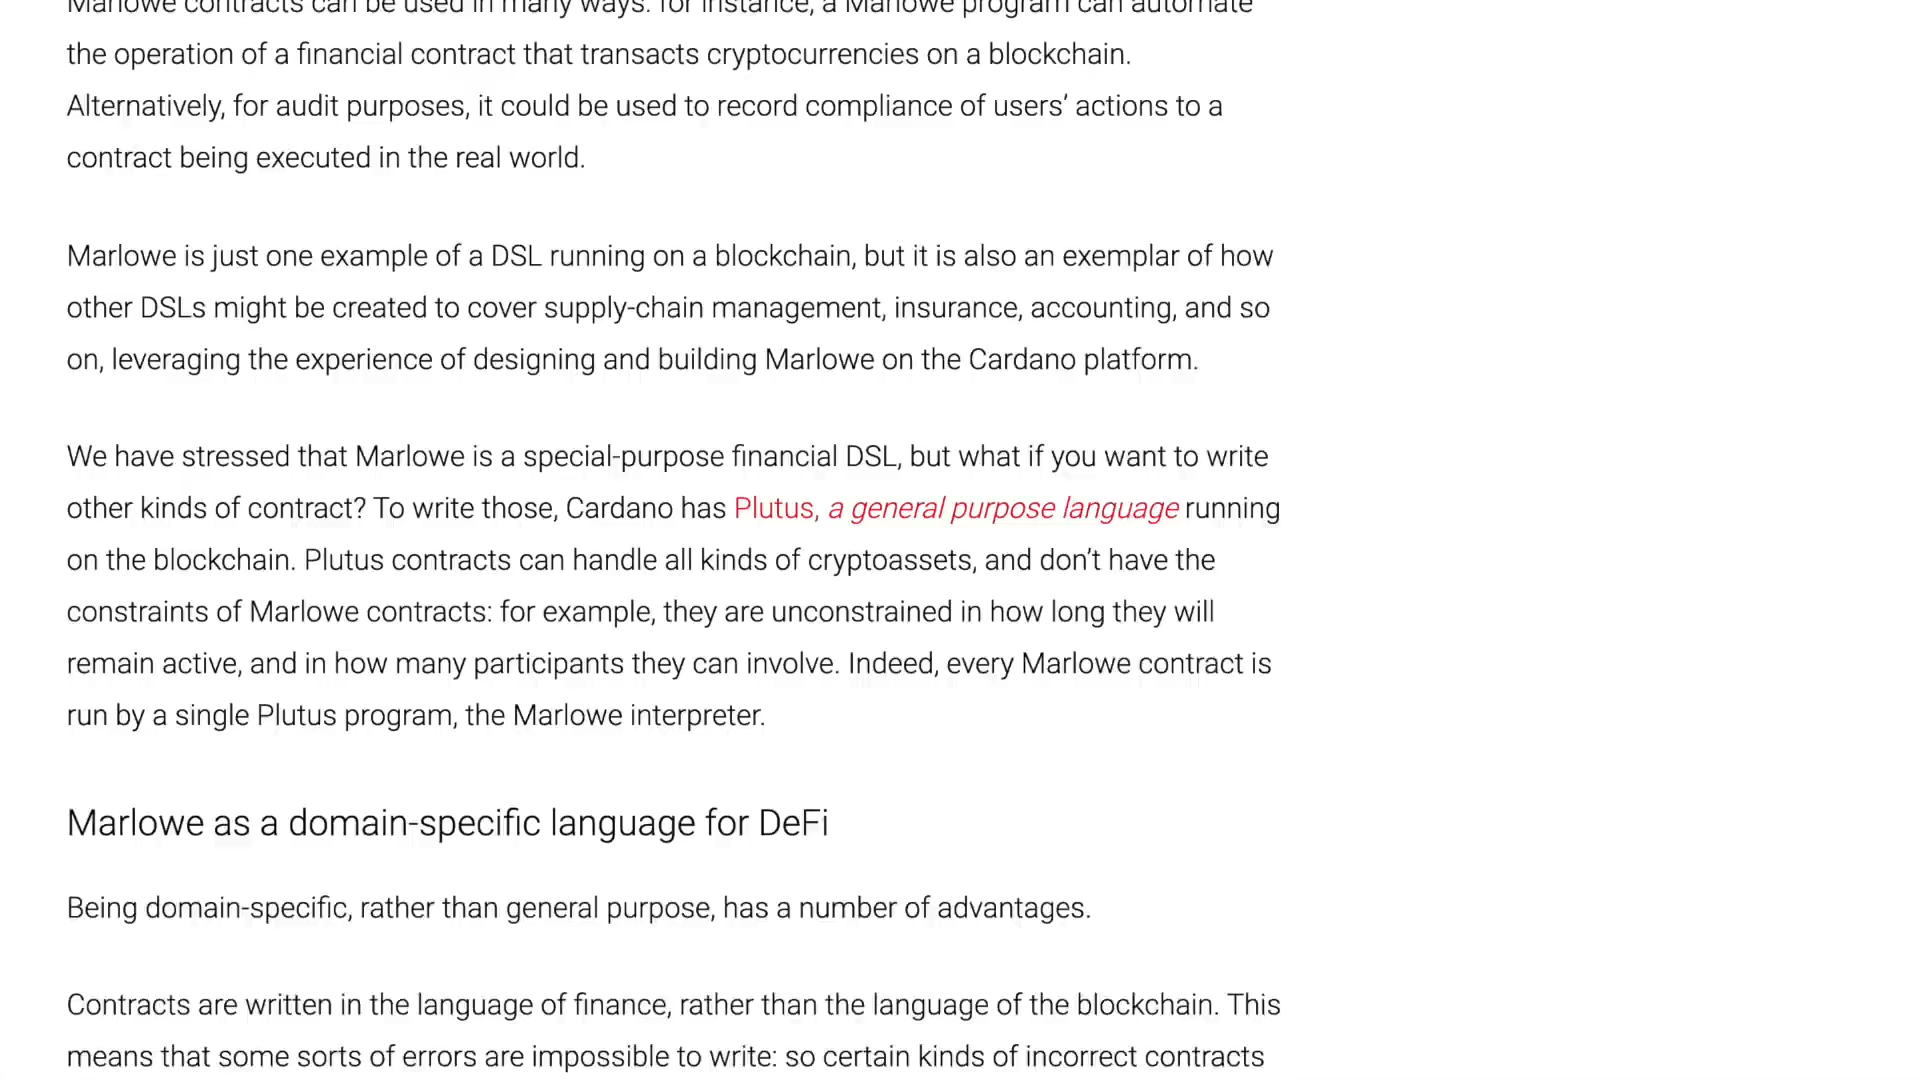 Marlowe contracts can be used in many ways: for instance, a Marlowe program can automate
the operation of a financial contract that transacts cryptocurrencies on a blockchain.
Alternatively, for audit purposes, it could be used to record compliance of users’ actions to a
contract being executed in the real world.
Marlowe is just one example of a DSL running on a blockchain, but it is also an exemplar of how
other DSLs might be created to cover supply-chain management, insurance, accounting, and so
on, leveraging the experience of designing and building Marlowe on the Cardano platform.
We have stressed that Marlowe is a special-purpose financial DSL, but what if you want to write
other kinds of contract? To write those, Cardano has Plutus, a general purpose language running
on the blockchain. Plutus contracts can handle all kinds of cryptoassets, and don’t have the
constraints of Marlowe contracts: for example, they are unconstrained in how long they will
remain active, and in how many participants they can involve. Indeed, every Marlowe contract is
run by a single Plutus program, the Marlowe interpreter.
Marlowe as a domain-specific language for DeFi
Being domain-specific, rather than general purpose, has a number of advantages.
Contracts are written in the language of finance, rather than the language of the blockchain. This
means that some sorts of errors are impossible to write: so certain kinds of incorrect contracts